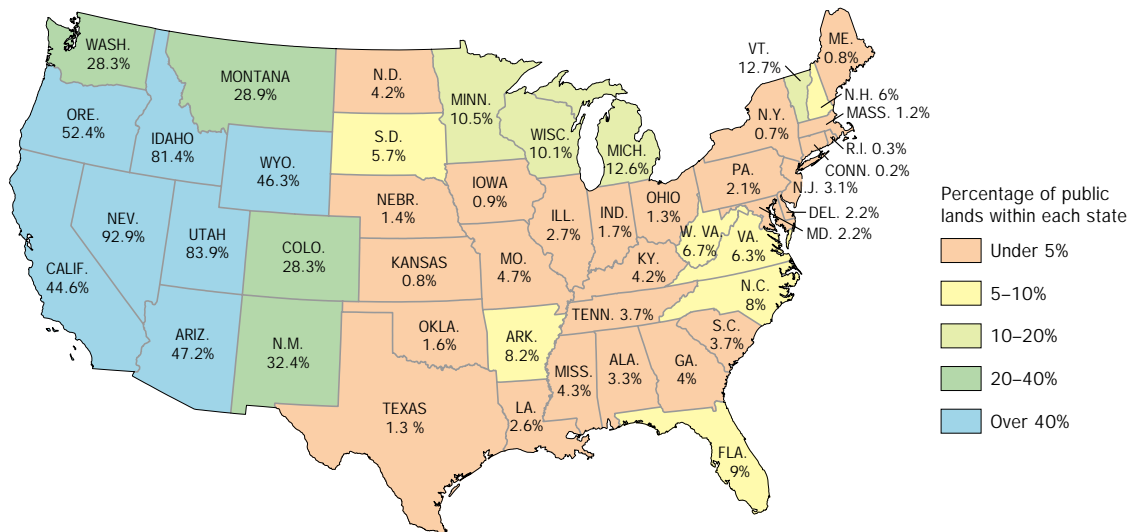 WASH.
28.3%
MONTANA
28.9%
N.D.
4.2%
MINN.
10.5%
VT.
12.7%
ME.
0.8%
N.H. 6%
MASS. 1.2%
ORE.
52.4%
IDAHO
81.4%
WYO.
46.3%
S.D.
5.7%
WISC.
10.1%
MICH.
12.6%
N.Y.
0.7%
R.I. 0.3%
CONN. 0.2%
N.J. 3.1%
NEV.
92.9%
UTAH
83.9%
COLO.
28.3%
NEBR.
1.4%
IOWA
0.9%
ILL.
2.7%
IND.
1.7%
OHIO
1.3%
PA.
2.1%
DEL. 2.2%
MD. 2.2%
CALIF.
44.6%
KANSAS
0.8%
MO.
4.7%
KY.
4.2%
W. VA.
6.7%
VA.
6.3%
ARIZ.
47.2%
N.M.
32.4%
OKLA.
1.6%
ARK.
8.2%
TENN. 3.7%
N.C.
8%
S.C.
3.7%
TEXAS
1.3 %
LA.
2.6%
MISS.
4.3%
ALA.
3.3%
GA.
4%
FLA.
9%
Percentage of public
lands within each state
Under 5%
5–10%
10–20%
20–40%
Over 40%